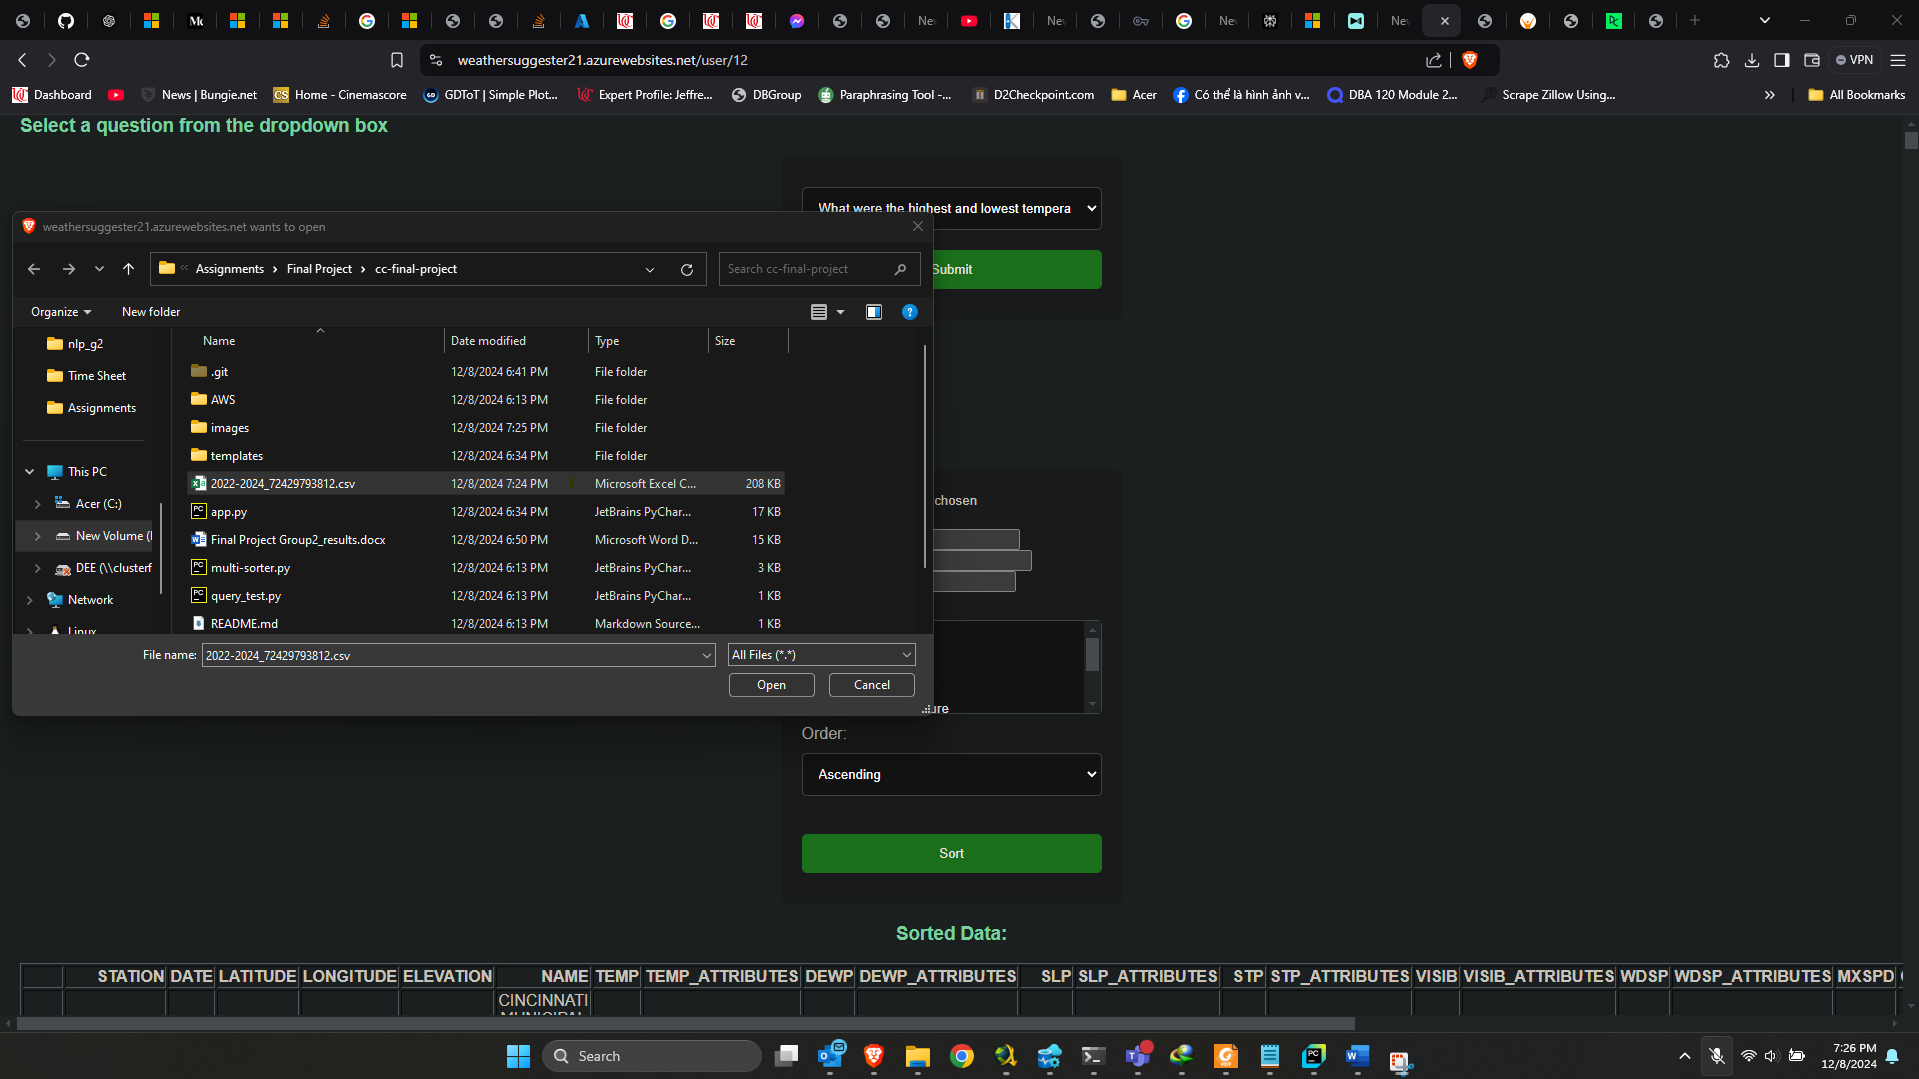 New
New
New
New
weathersuggester21.azurewebsites.net/user/12
VPN
Dashboard
News | Bungie.net
Home - Cinemascore
GDToT | Simple Plot...
Expert Profile: Jeffre...
DBGroup
Paraphrasing Tool -...
D2Checkpoint.com
Acer
Có thể là hình ảnh v...
DBA 120 Module 2...
Scrape Zillow Using...
All Bookmarks
Select a question from the dropdown box
What were the highest and lowest tempera
Submit
weathersuggester21.azurewebsites.net wants to open
Assignments
Final Project
cc-final-project
Search cc-final-project
Organize
New folder
Name
Date modified
Type
Size
nlp_g2
Time Sheet
Assignments
This PC
Acer (C:)
New Volume (
DEE (\\clusterf
Network
Linux
.git 12/8/2024 6:41 PM File folder
AWS 12/8/2024 6:13 PM File folder
images 12/8/2024 7:25 PM File folder
templates 12/8/2024 6:34 PM File folder
2022-2024_72429793812.csv 12/8/2024 7:24 PM Microsoft Excel C... 208 KB
app.py 12/8/2024 6:34 PM JetBrains PyChar... 17 KB
Final Project Group2_results.docx 12/8/2024 6:50 PM Microsoft Word D... 15 KB
multi-sorter.py 12/8/2024 6:13 PM JetBrains PyChar... 3 KB
query_test.py 12/8/2024 6:13 PM JetBrains PyChar... 1 KB
README.md 12/8/2024 6:13 PM Markdown Source... 1 KB
File name: 2022-2024_72429793812.csv All Files (*.*)
Open Cancel
chosen
ure
Order:
Ascending
Sort
Sorted Data:
STATION DATE LATITUDE LONGITUDE ELEVATION NAME TEMP TEMP_ATTRIBUTES DEWP DEWP_ATTRIBUTES SLP SLP_ATTRIBUTES STP STP_ATTRIBUTES VISIB VISIB_ATTRIBUTES WDSP WDSP_ATTRIBUTES MXSPD
CINCINNATI
MUNICIPAL
Search
7:26 PM
12/8/2024